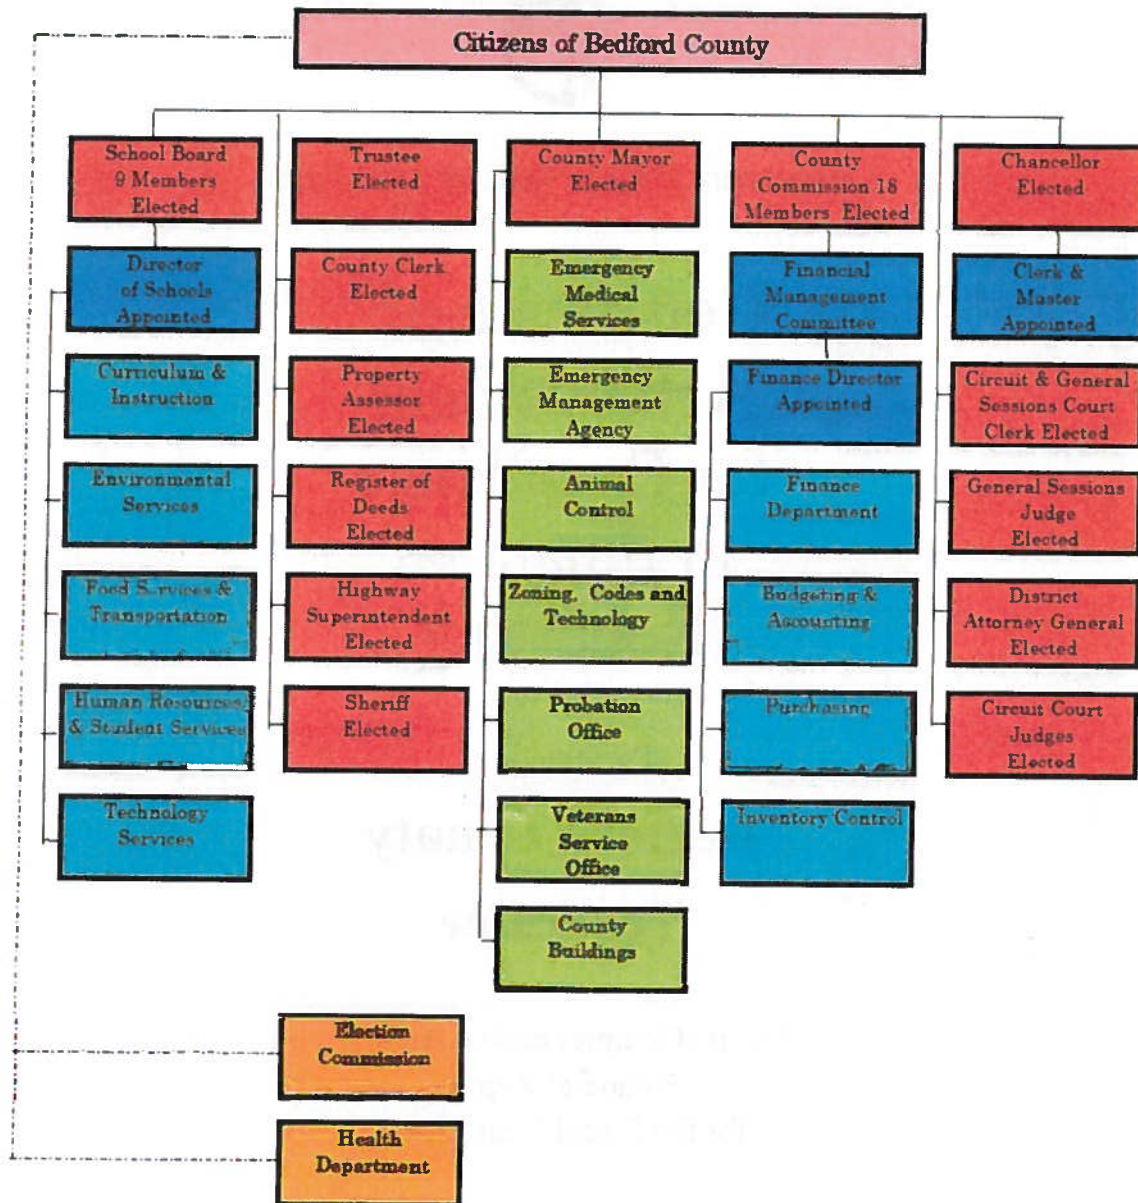 Citizens of Bedford County
School Board
9 Members
Elected
Trustee
Elected
County Mayor
Elected
County
Commission 18
Members Elected
Chancellor
Elected
Director
of Schools
Appointed
County Clerk
Elected
Emergency
Medical
Services
Financial
Management
Committee
Clerk &
Master
Appointed
Curriculum &
Instruction
Property
Assessor
Elected
Emergency
Management
Agency
Finance Director
Appointed
Circuit & General
Sessions Court
Clerk Elected
Environmental
Services
Register of
Deeds
Elected
Animal
Control
Finance
Department
General Sessions
Judge
Elected
Food Services &
Transportation
Highway
Superintendent
Elected
Zoning, Codes and
Technology
Budgeting &
Accounting
District
Attorney General
Elected
Human Resources
& Student Services
Sheriff
Elected
Probation
Office
Purchasing
Circuit Court
Judges
Elected
Technology
Services
Veterans
Service
Office
Inventory Control
County
Buildings
Election
Commission
Health
Department